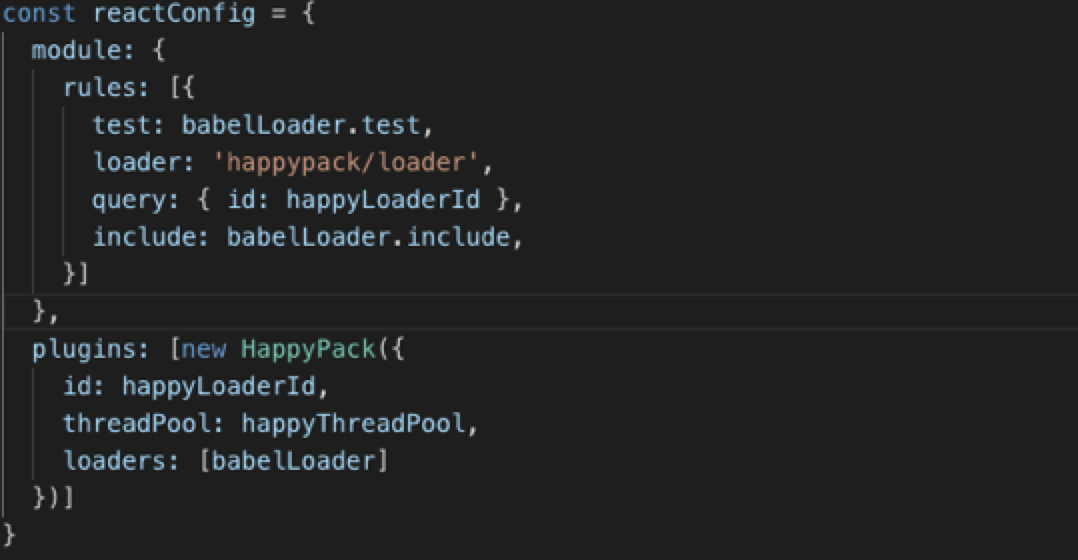 const reactConfig = {
  module: {
    rules: [{
      test: babelLoader.test,
      loader: 'happypack/loader',
      query: { id: happyLoaderId },
      include: babelLoader.include,
    }]
  },
  plugins: [new HappyPack({
    id: happyLoaderId,
    threadPool: happyThreadPool,
    loaders: [babelLoader]
  })]
}